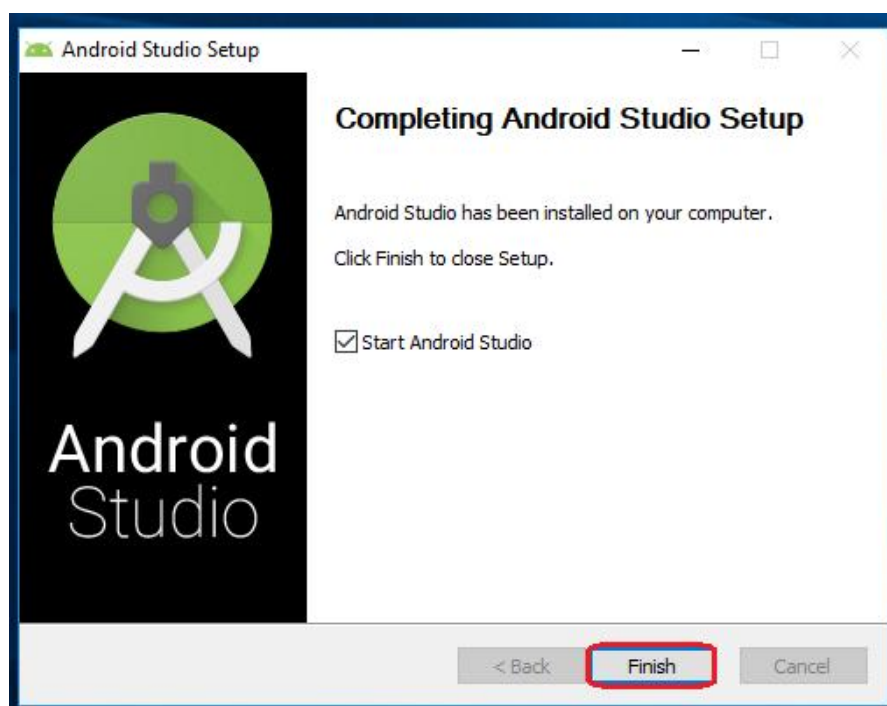 Android Studio Setup
Completing Android Studio Setup
Android Studio has been installed on your computer.
Click Finish to close Setup.
Start Android Studio
Android
Studio
< Back Finish Cancel